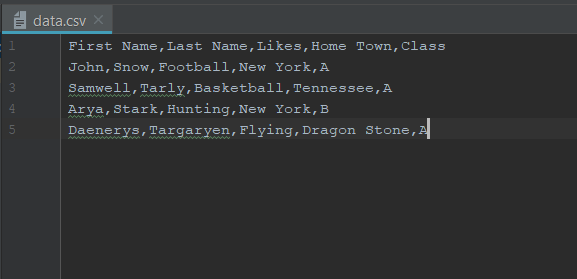 data.csv
1 First Name,Last Name,Likes,Home Town,Class
2 John,Snow,Football,New York,A
3 Samwell,Tarly,Basketball,Tennessee,A
4 Arya,Stark,Hunting,New York,B
5 Daenerys,Targaryen,Flying,Dragon Stone,A